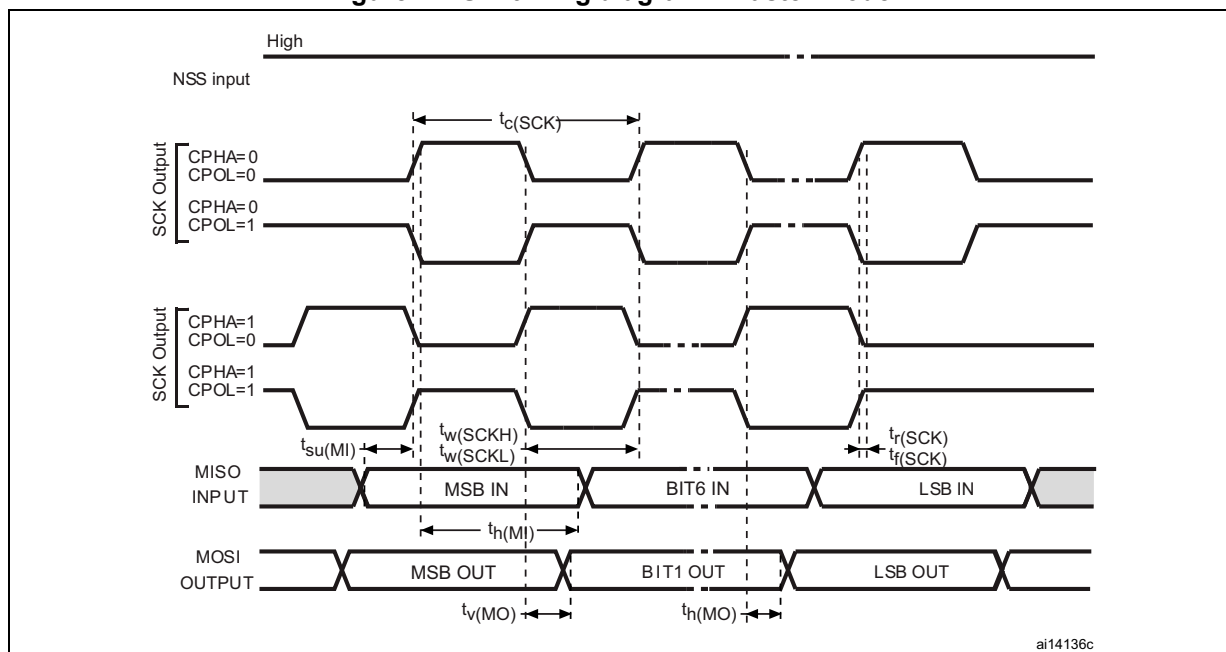 High
NSS input
tc(SCK)
SCK Output
CPHA=0
CPOL=0
CPHA=0
CPOL=1
SCK Output
CPHA=1
CPOL=0
CPHA=1
CPOL=1
tsu(MI)
tw(SCKH)
tw(SCKL)
tr(SCK)
tf(SCK)
MISO
INPUT
MSB IN
BIT6 IN
LSB IN
th(MI)
MOSI
OUTPUT
MSB OUT
BIT1 OUT
LSB OUT
tv(MO)
th(MO)
ai14136c